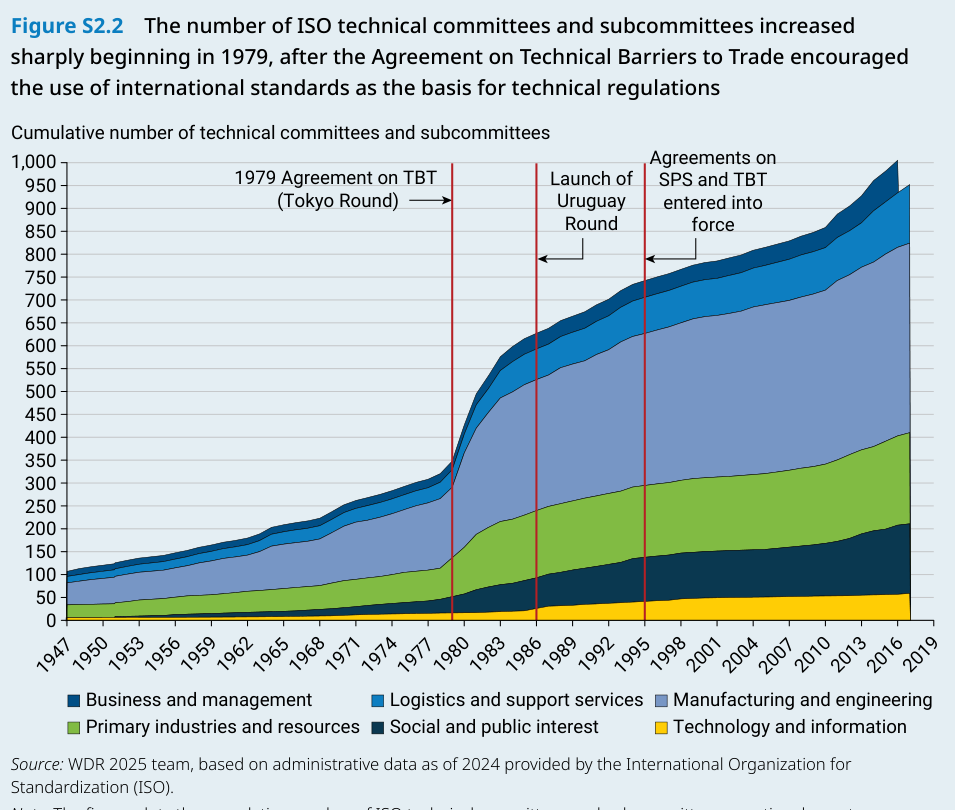 Figure S2.2 The number of ISO technical committees and subcommittees increased
sharply beginning in 1979, after the Agreement on Technical Barriers to Trade encouraged
the use of international standards as the basis for technical regulations
Cumulative number of technical committees and subcommittees
1,000
950
900
850
800
750
700
650
600
550
500
450
400
350
300
250
200
150
100
50
0
1979 Agreement on TBT
(Tokyo Round)
Launch of
Uruguay
Round
Agreements on
SPS and TBT
entered into
force
1947 1950 1953 1956 1959 1962 1965 1968 1971 1974 1977 1980 1983 1986 1989 1992 1995 1998 2001 2004 2007 2010 2013 2016 2019
Business and management Logistics and support services Manufacturing and engineering
Primary industries and resources Social and public interest Technology and information
Source: WDR 2025 team, based on administrative data as of 2024 provided by the International Organization for
Standardization (ISO).